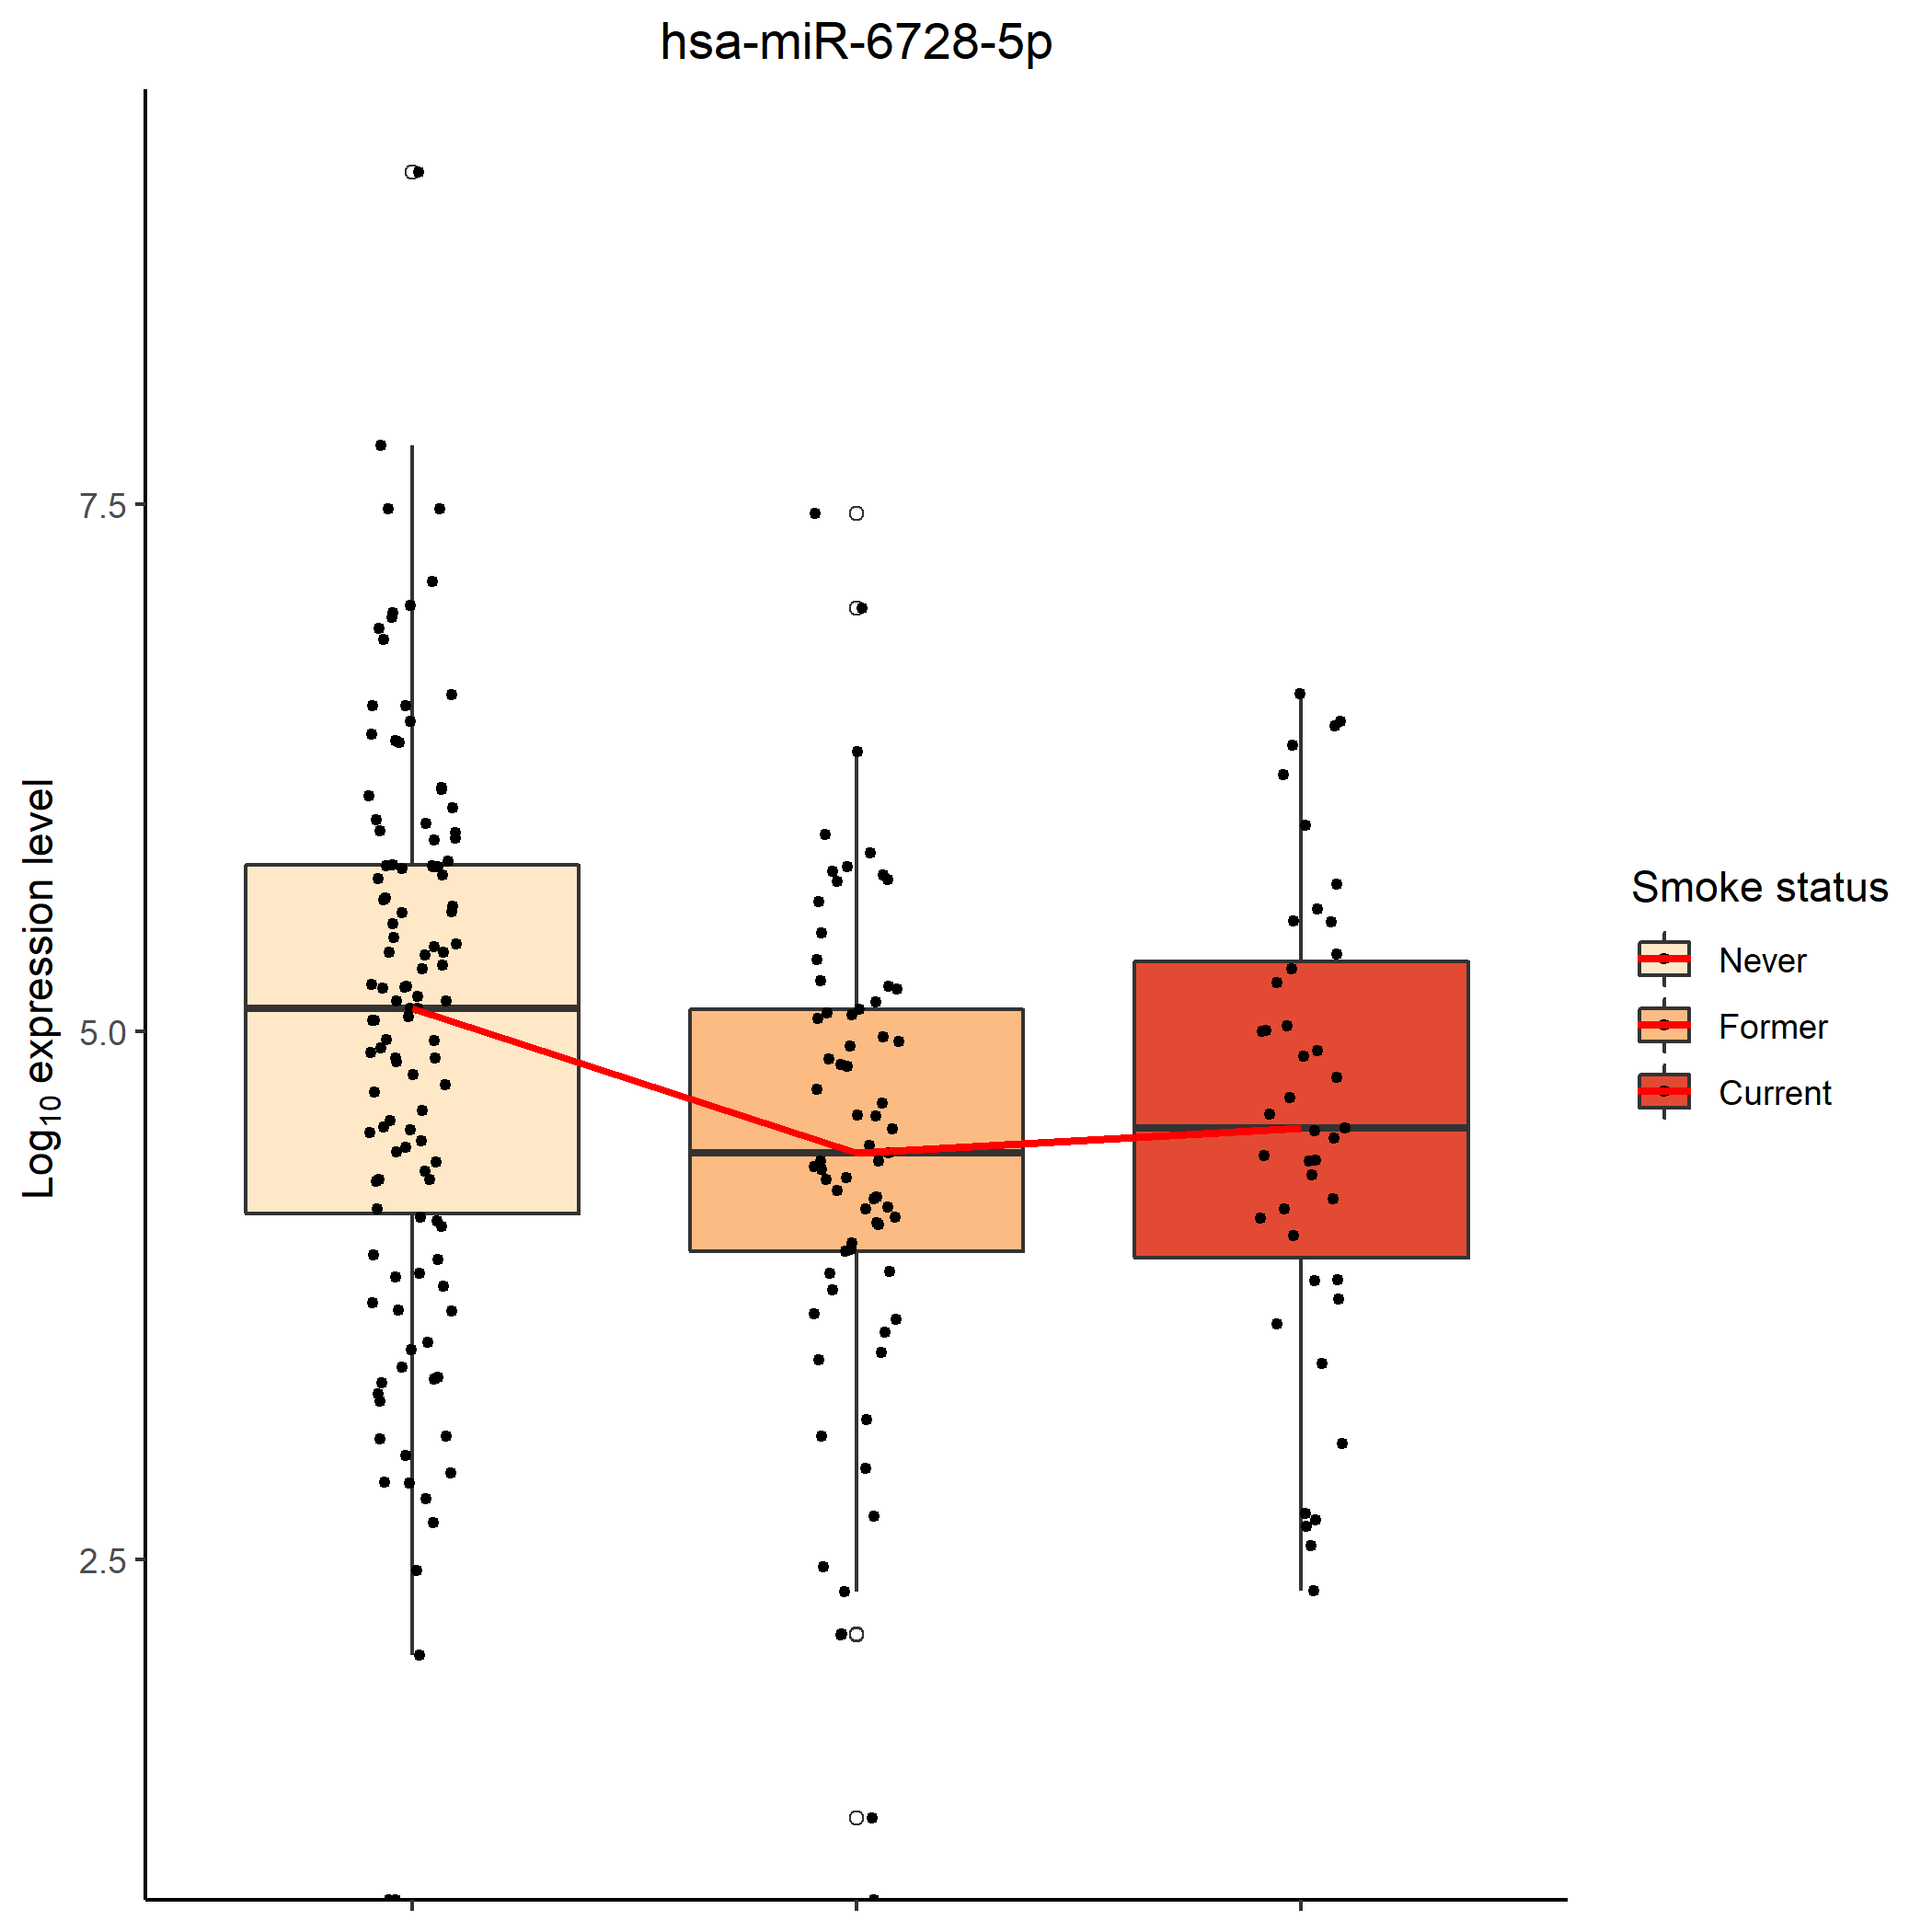 hsa-miR-6728-5p
Log₁₀ expression level
7.5
5.0
2.5
Smoke status
Never
Former
Current